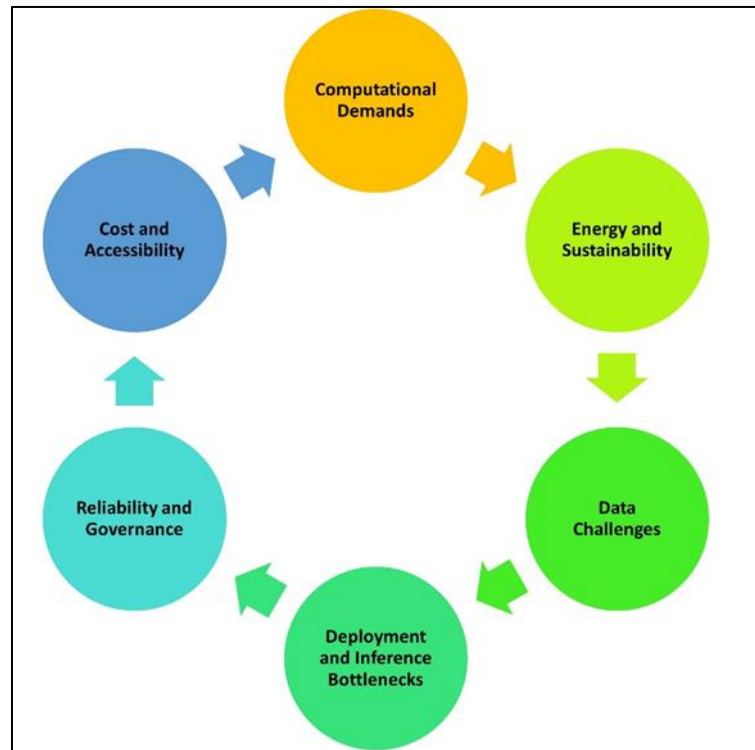 Computational
Demands
Energy and
Sustainability
Data
Challenges
Deployment
and Inference
Bottlenecks
Reliability and
Governance
Cost and
Accessibility